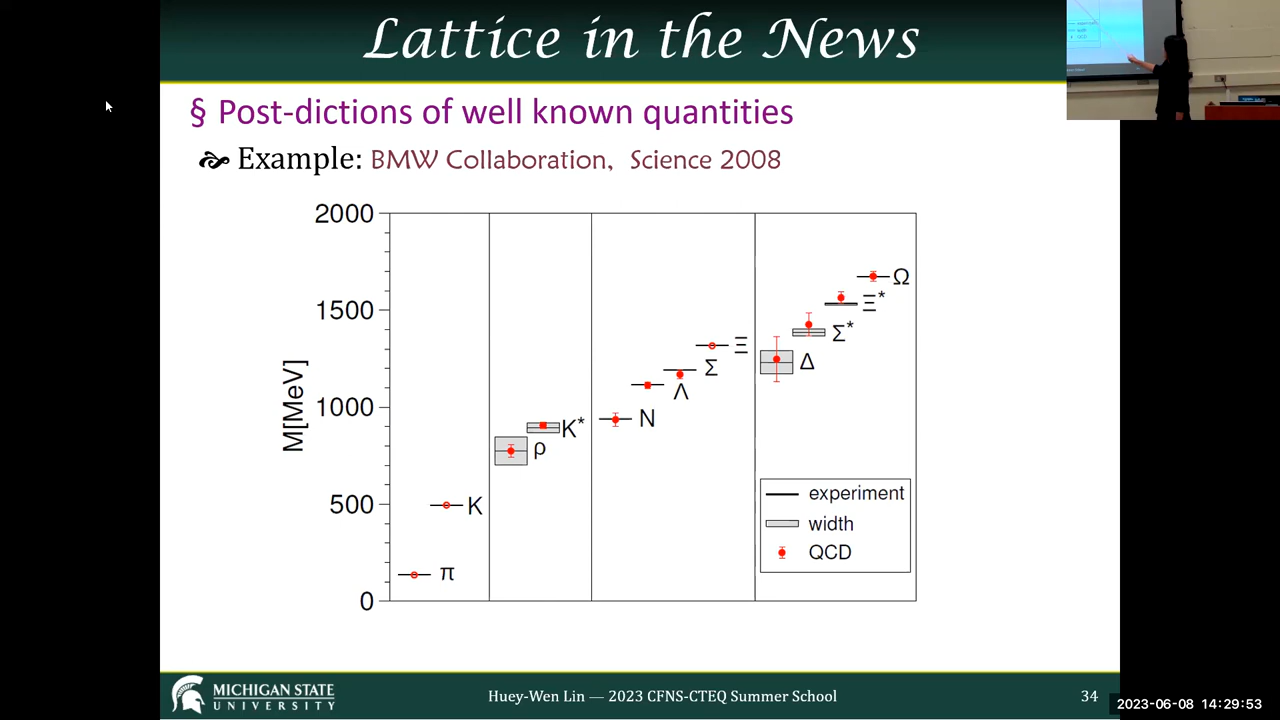 Lattice in the News
§ Post-dictions of well known quantities
Example: BMW Collaboration, Science 2008
2000
1500
1000
500
0
M[MeV]
π
K
ρ
K*
N
Λ
Σ
Ξ
Δ
Σ*
Ξ*
Ω
experiment
width
QCD
MICHIGAN STATE
UNIVERSITY
Huey-Wen Lin — 2023 CFNS-CTEQ Summer School
34
2023-06-08 14:29:53